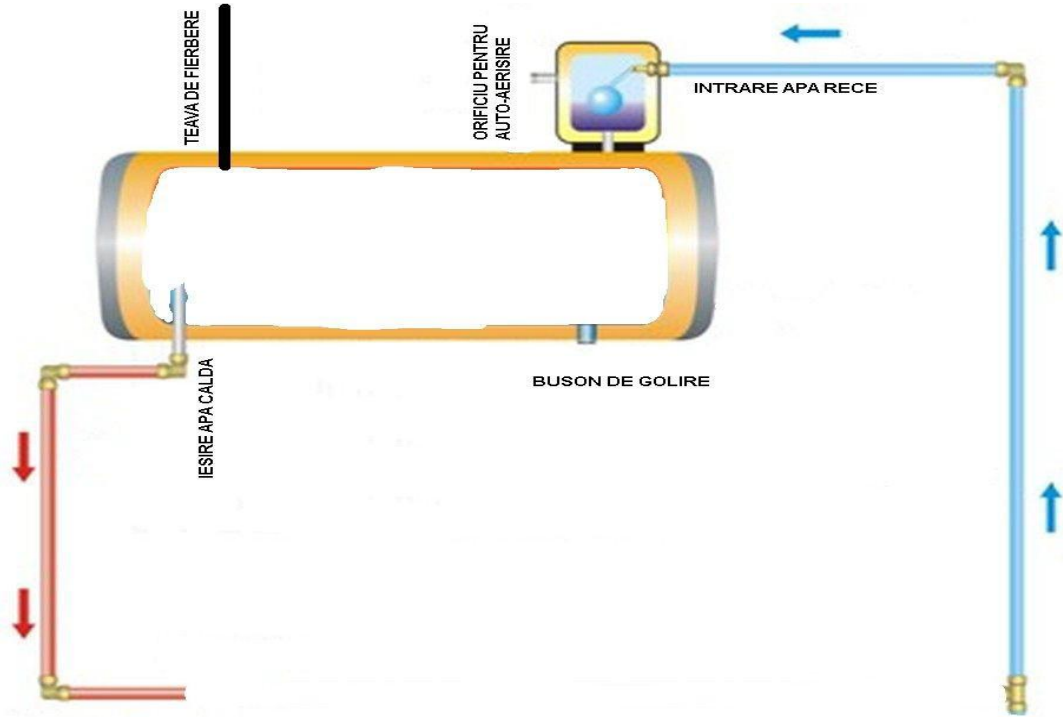 TEAVA DE FIERBERE
ORIFICIU PENTRU
AUTO-AERISIRE
INTRARE APA RECE
IESIRE APA CALDA
BUSON DE GOLIRE